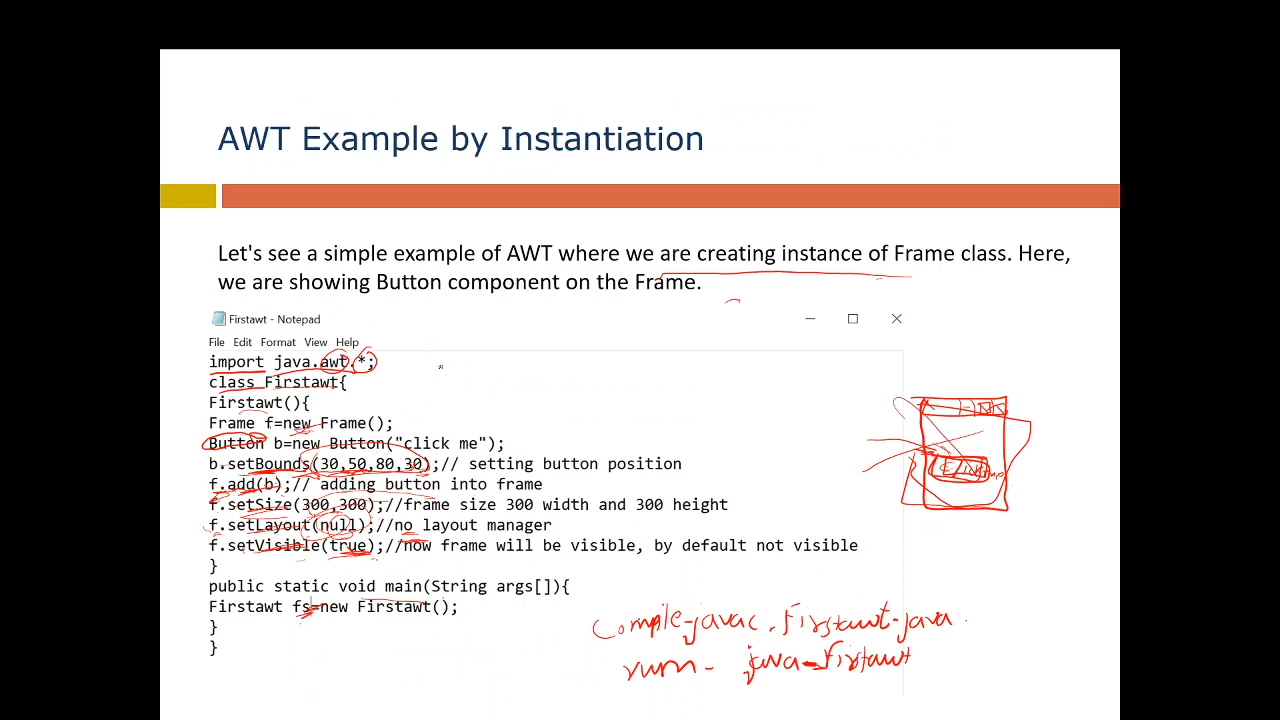 AWT Example by Instantiation
Let's see a simple example of AWT where we are creating instance of Frame class. Here,
we are showing Button component on the Frame.
Firstawt - Notepad
File Edit Format View Help
import java.awt.*;
class Firstawt{
Firstawt(){
Frame f=new Frame();
Button b=new Button("click me");
b.setBounds(30,50,80,30);// setting button position
f.add(b);// adding button into frame
f.setSize(300,300);//frame size 300 width and 300 height
f.setLayout(null);//no layout manager
f.setVisible(true);//now frame will be visible, by default not visible
}
public static void main(String args[]){
Firstawt fs=new Firstawt();
}
}
Compile-javac. Firstawt.java
run - java Firstawt